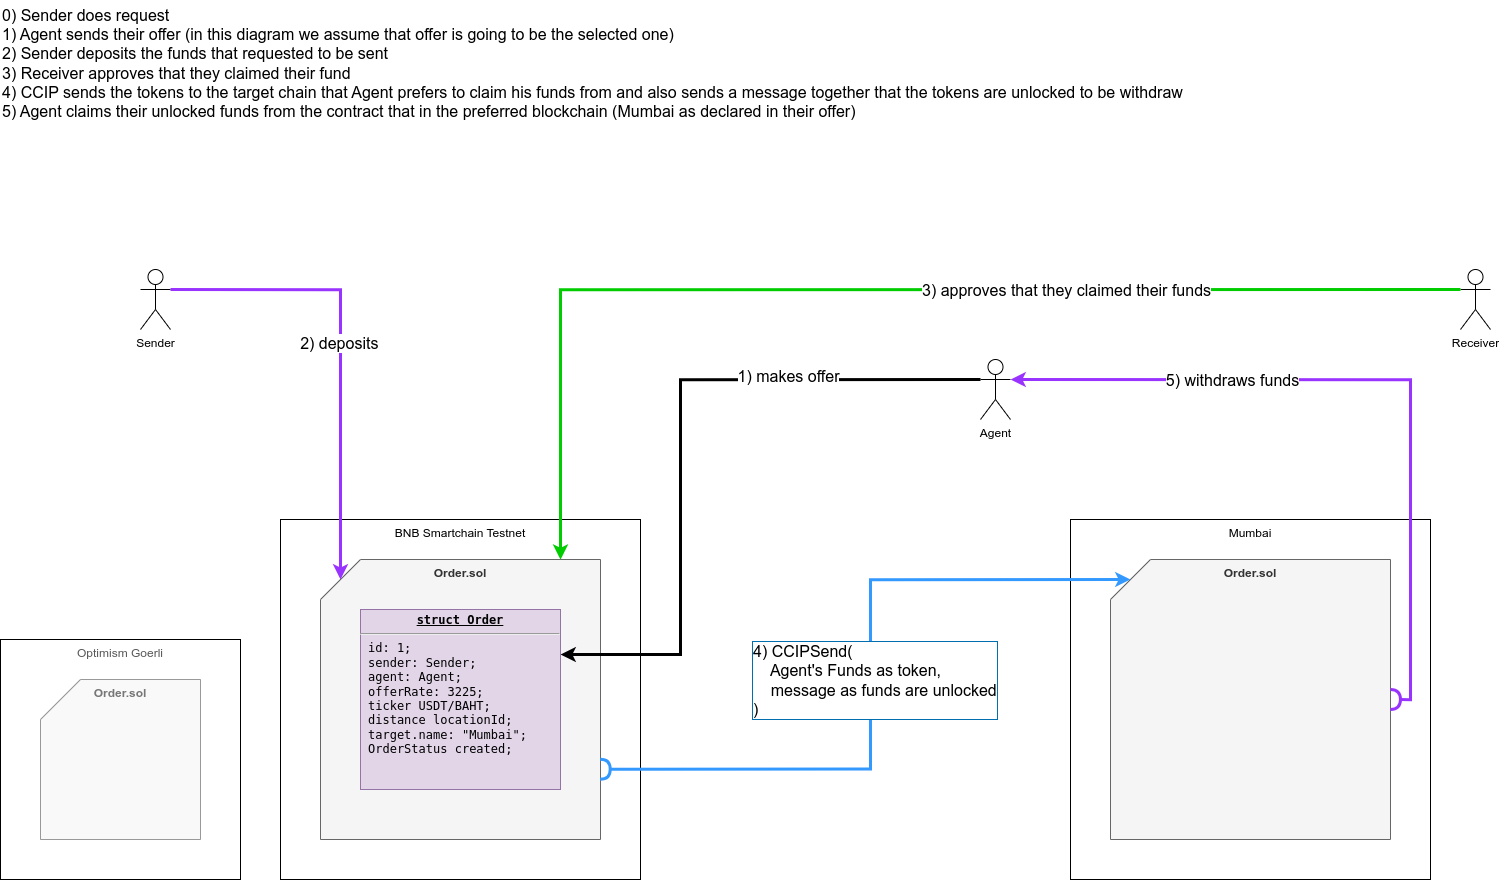 0) Sender does request
1) Agent sends their offer (in this diagram we assume that offer is going to be the selected one)
2) Sender deposits the funds that requested to be sent
3) Receiver approves that they claimed their fund
4) CCIP sends the tokens to the target chain that Agent prefers to claim his funds from and also sends a message together that the tokens are unlocked to be withdraw
5) Agent claims their unlocked funds from the contract that in the preferred blockchain (Mumbai as declared in their offer)
3) approves that they claimed their funds
Sender
2) deposits
Receiver
1) makes offer
5) withdraws funds
Agent
BNB Smartchain Testnet
Order.sol
struct Order
id: 1;
sender: Sender;
agent: Agent;
offerRate: 3225;
ticker USDT/BAHT;
distance locationId;
target.name: "Mumbai";
OrderStatus created;
Mumbai
Order.sol
4) CCIPSend(
Agent's Funds as token,
message as funds are unlocked
)
Optimism Goerli
Order.sol